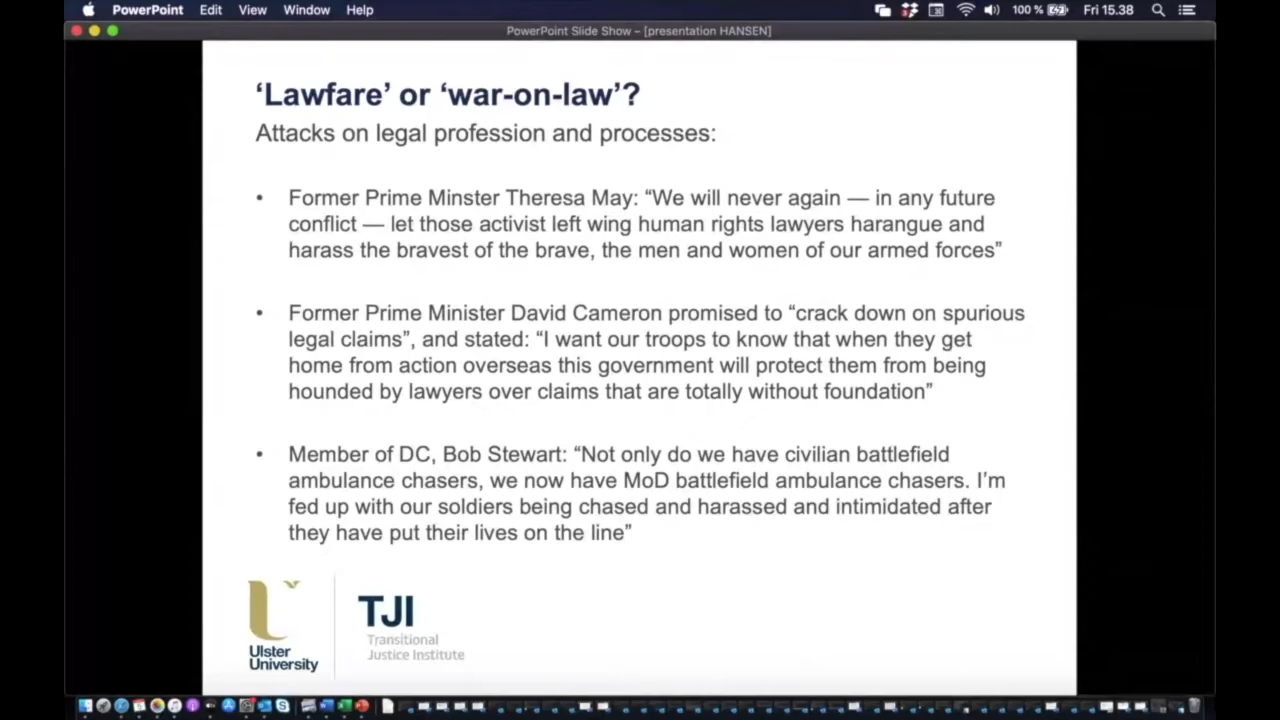 PowerPoint Edit View Window Help 100 % Fri 15.38
PowerPoint Slide Show – [presentation HANSEN]
‘Lawfare’ or ‘war-on-law’?
Attacks on legal profession and processes:
• Former Prime Minster Theresa May: “We will never again — in any future
conflict — let those activist left wing human rights lawyers harangue and
harass the bravest of the brave, the men and women of our armed forces”
• Former Prime Minister David Cameron promised to “crack down on spurious
legal claims”, and stated: “I want our troops to know that when they get
home from action overseas this government will protect them from being
hounded by lawyers over claims that are totally without foundation”
• Member of DC, Bob Stewart: “Not only do we have civilian battlefield
ambulance chasers, we now have MoD battlefield ambulance chasers. I’m
fed up with our soldiers being chased and harassed and intimidated after
they have put their lives on the line”
Ulster
University
TJI
Transitional
Justice Institute